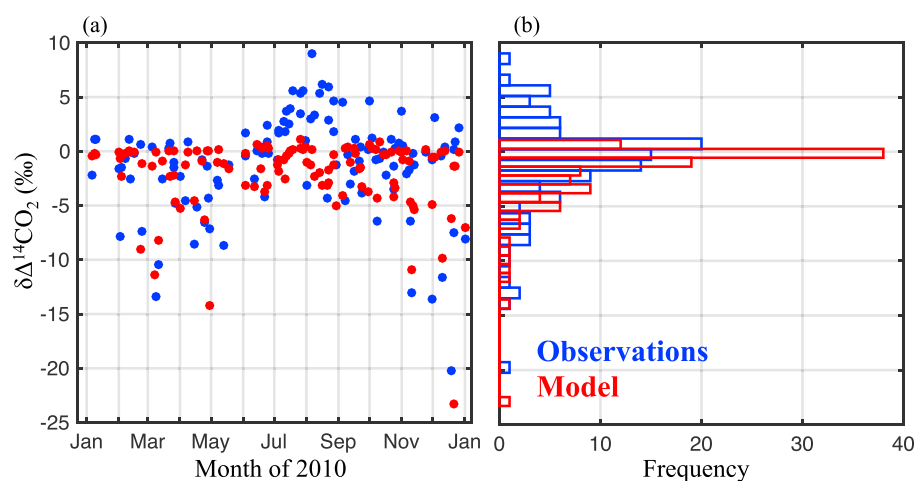 (a)
(b)
10
5
0
-5
-10
-15
-20
-25
δΔ¹⁴CO₂ (‰)
Jan Mar May Jul Sep Nov Jan
Month of 2010
Observations
Model
0 10 20 30 40
Frequency